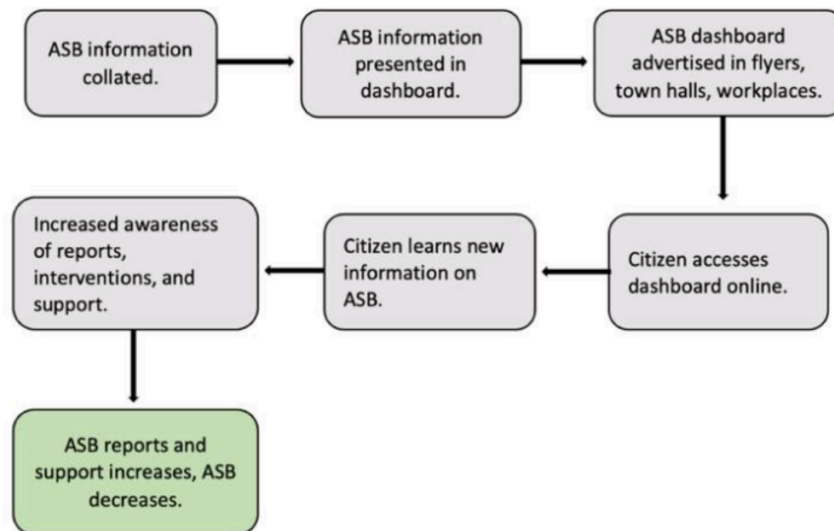 ASB information
collated.
ASB information
presented in
dashboard.
ASB dashboard
advertised in flyers,
town halls, workplaces.
Citizen accesses
dashboard online.
Citizen learns new
information on
ASB.
Increased awareness
of reports,
interventions, and
support.
ASB reports and
support increases, ASB
decreases.